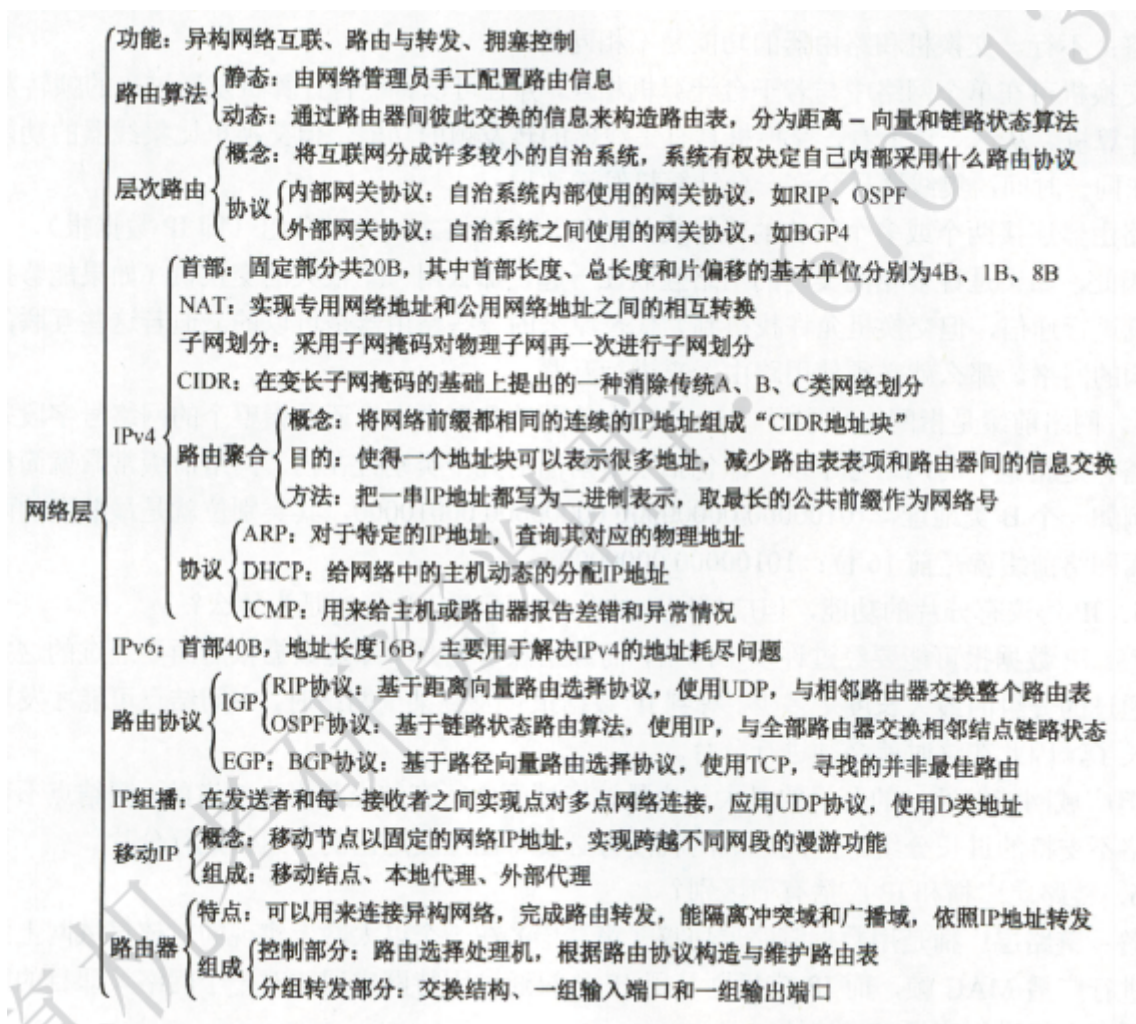 功能：异构网络互联、路由与转发、拥塞控制
路由算法
静态：由网络管理员手工配置路由信息
动态：通过路由器间彼此交换的信息来构造路由表，分为距离－向量和链路状态算法
层次路由
概念：将互联网分成许多较小的自治系统，系统有权决定自己内部采用什么路由协议
协议
内部网关协议：自治系统内部使用的网关协议，如RIP、OSPF
外部网关协议：自治系统之间使用的网关协议，如BGP4
网络层
IPv4
首部：固定部分共20B，其中首部长度、总长度和片偏移的基本单位分别为4B、1B、8B
NAT：实现专用网络地址和公用网络地址之间的相互转换
子网划分：采用子网掩码对物理子网再一次进行子网划分
CIDR：在变长子网掩码的基础上提出的一种消除传统A、B、C类网络划分
路由聚合
概念：将网络前缀都相同的连续的IP地址组成“CIDR地址块”
目的：使得一个地址块可以表示很多地址，减少路由表表项和路由器间的信息交换
方法：把一串IP地址都写为二进制表示，取最长的公共前缀作为网络号
协议
ARP：对于特定的IP地址，查询其对应的物理地址
DHCP：给网络中的主机动态的分配IP地址
ICMP：用来给主机或路由器报告差错和异常情况
IPv6：首部40B，地址长度16B，主要用于解决IPv4的地址耗尽问题
路由协议
IGP
RIP协议：基于距离向量路由选择协议，使用UDP，与相邻路由器交换整个路由表
OSPF协议：基于链路状态路由算法，使用IP，与全部路由器交换相邻结点链路状态
EGP：BGP协议：基于路径向量路由选择协议，使用TCP，寻找的并非最佳路由
IP组播：在发送者和每一接收者之间实现点对多点网络连接，应用UDP协议，使用D类地址
移动IP
概念：移动节点以固定的网络IP地址，实现跨越不同网段的漫游功能
组成：移动结点、本地代理、外部代理
路由器
特点：可以用来连接异构网络，完成路由转发，能隔离冲突域和广播域，依照IP地址转发
组成
控制部分：路由选择处理机，根据路由协议构造与维护路由表
分组转发部分：交换结构、一组输入端口和一组输出端口